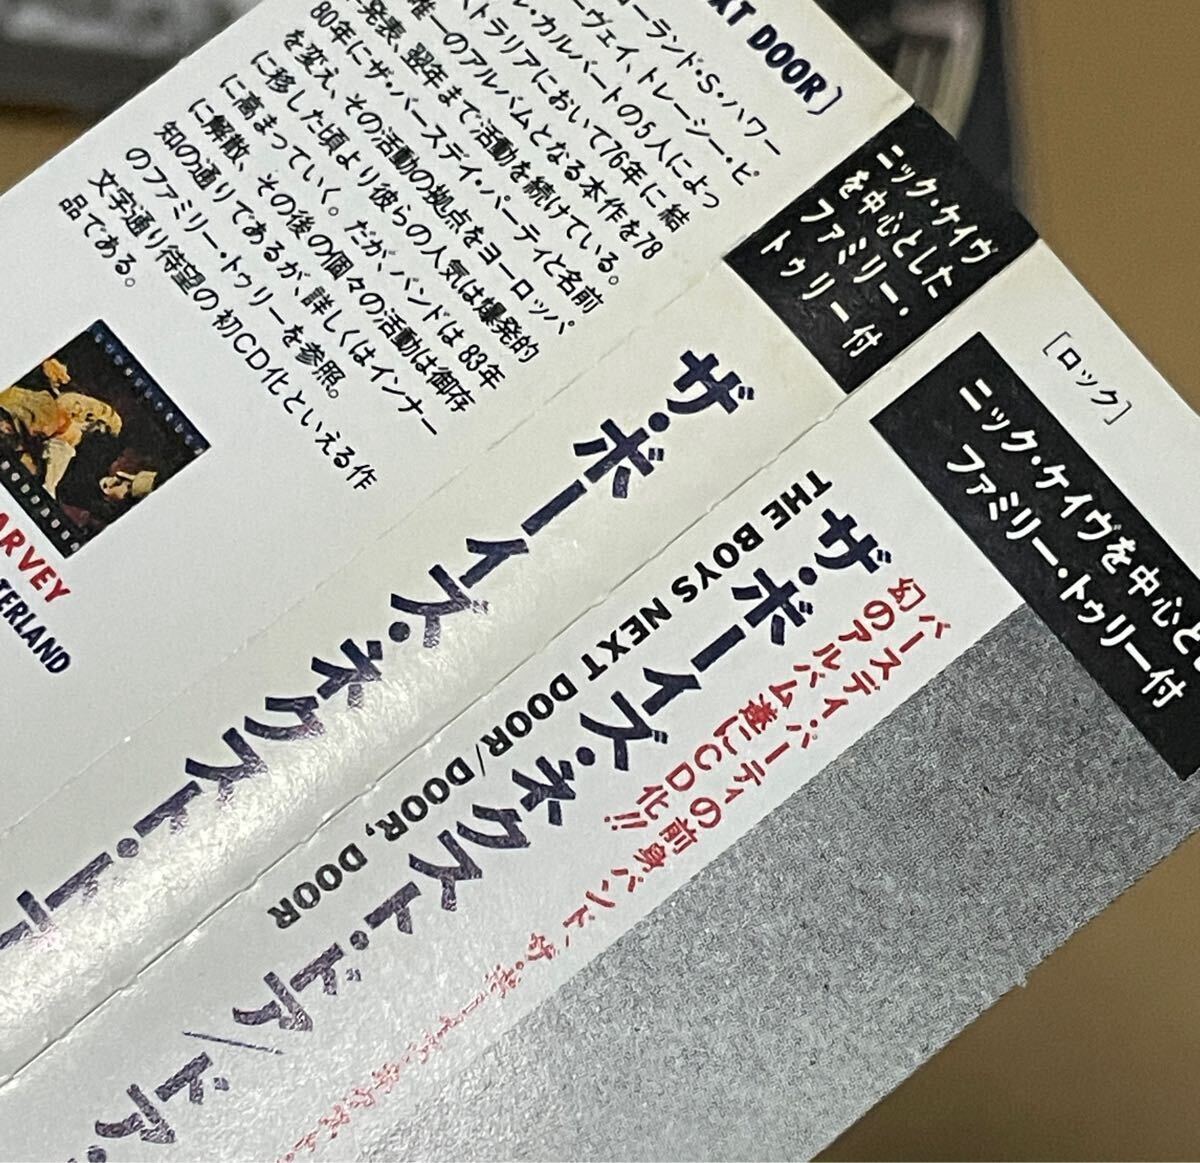 EXT DOOR〕
ーランド・S・ハワー
ーヴェイ、トレーシー・ピ
ル・カルバートの5人によっ
ストラリアにおいて76年に結
唯一のアルバムとなる本作を78
発表、翌年まで活動を続けている。
80年にザ・バースデイ・パーティと名前
を変え、その活動の拠点をヨーロッパ
に移した頃より彼らの人気は爆発的
に高まっていく。だが、バンドは83年
に解散、その後の個々の活動は御存
知の通りであるが、詳しくはインナー
のファミリー・トゥリーを参照。
文字通り待望の初CD化といえる作
品である。
ARVEY
TERLAND
ニック・ケイヴ
を中心とした
ファミリー・
トゥリー付
ザ・ボーイズ・ネクスト・
[ロック]
ニック・ケイヴを中心と
ファミリー・トゥリー付
THE BOYS NEXT DOOR/DOOR, DOOR
ザ・ボーイズ・ネクスト・ドア/ドア・
バースディ・パーティの前身バンド、ザ・ボーイズ・ネクスト・
幻のアルバム遂にCD化!!